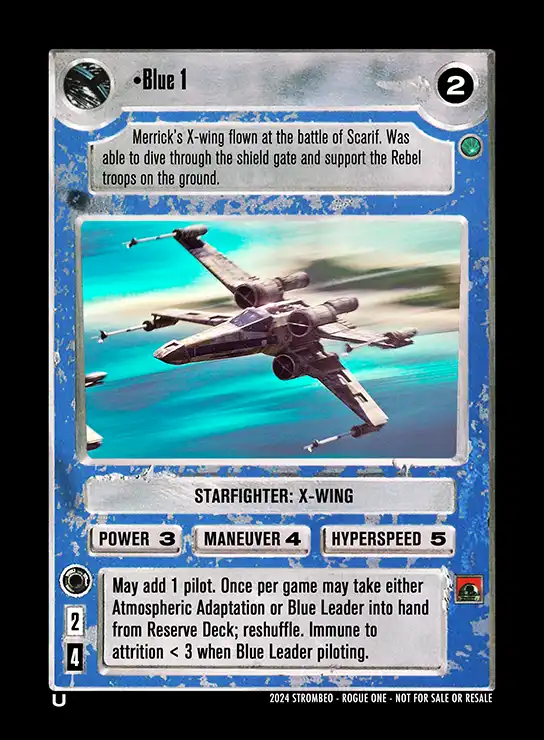 •Blue 1
2
Merrick's X-wing flown at the battle of Scarif. Was
able to dive through the shield gate and support the Rebel
troops on the ground.
STARFIGHTER: X-WING
POWER 3 MANEUVER 4 HYPERSPEED 5
May add 1 pilot. Once per game may take either
Atmospheric Adaptation or Blue Leader into hand
from Reserve Deck; reshuffle. Immune to
attrition < 3 when Blue Leader piloting.
2
4
U
2024 STROMBEO - ROGUE ONE - NOT FOR SALE OR RESALE